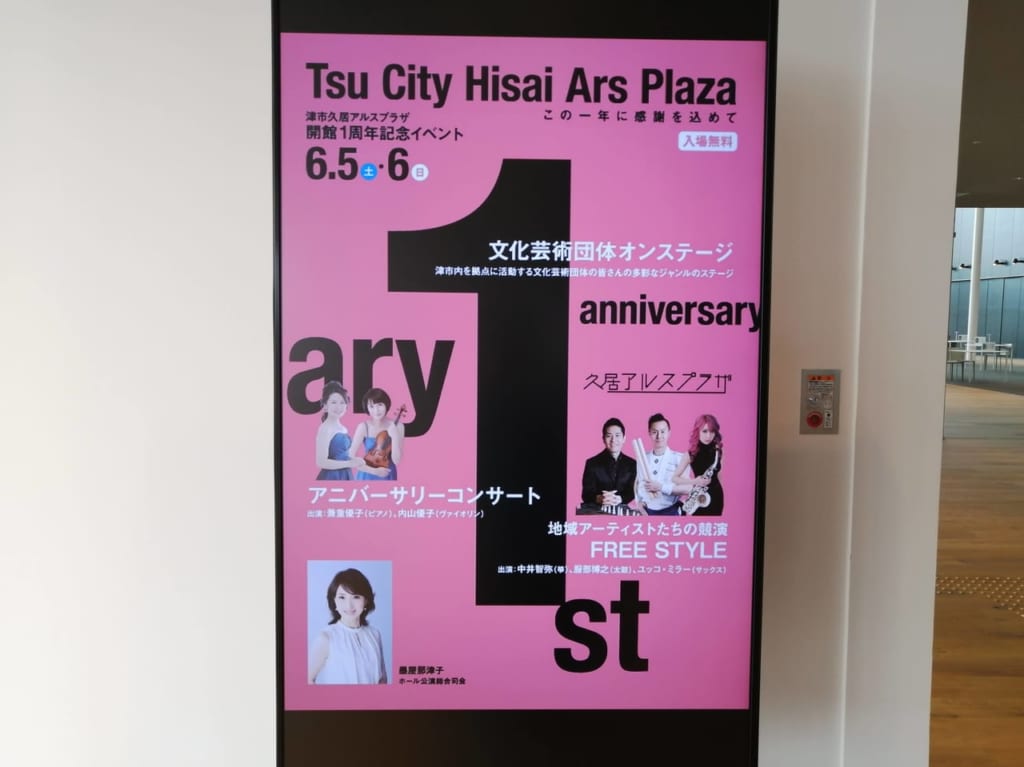 Tsu City Hisai Ars Plaza
この一年に感謝を込めて
津市久居アルスプラザ
開館1周年記念イベント
入場無料
6.5土・6日
1
文化芸術団体オンステージ
津市内を拠点に活動する文化芸術団体の皆さんの多彩なジャンルのステージ
anniversary
ary
久居アルスプラザ
アニバーサリーコンサート
出演：兼重優子(ピアノ)、内山優子(ヴァイオリン)
地域アーティストたちの競演
FREE STYLE
出演：中井智弥(箏)、服部博之(太鼓)、ユッコ・ミラー(サックス)
st
屋部津子
ホール公演総合司会